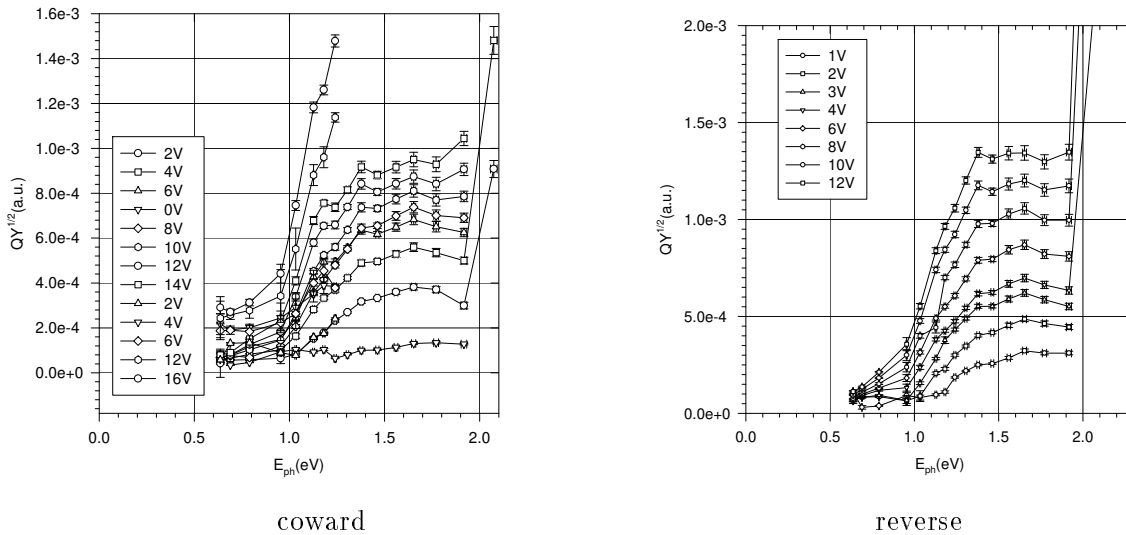 1.6e-3
1.4e-3
1.2e-3
1.0e-3
8.0e-4
6.0e-4
4.0e-4
2.0e-4
0.0e+0
QY^1/2(a.u.)
2V
4V
6V
0V
8V
10V
12V
14V
2V
4V
6V
12V
16V
0.0 0.5 1.0 1.5 2.0
E_ph(eV)
coward
2.0e-3
1.5e-3
1.0e-3
5.0e-4
0.0e+0
QY^1/2(a.u.)
1V
2V
3V
4V
6V
8V
10V
12V
0.0 0.5 1.0 1.5 2.0
E_ph(eV)
reverse